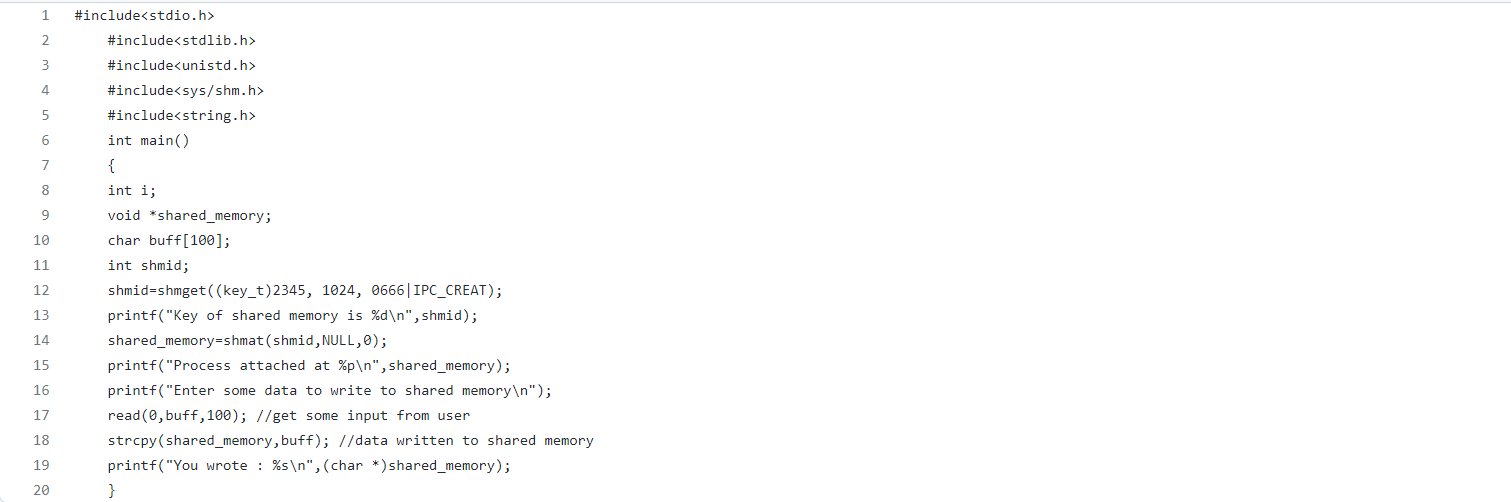 1 #include<stdio.h>
2 #include<stdlib.h>
3 #include<unistd.h>
4 #include<sys/shm.h>
5 #include<string.h>
6 int main()
7 {
8 int i;
9 void *shared_memory;
10 char buff[100];
11 int shmid;
12 shmid=shmget((key_t)2345, 1024, 0666|IPC_CREAT);
13 printf("Key of shared memory is %d\n",shmid);
14 shared_memory=shmat(shmid,NULL,0);
15 printf("Process attached at %p\n",shared_memory);
16 printf("Enter some data to write to shared memory\n");
17 read(0,buff,100); //get some input from user
18 strcpy(shared_memory,buff); //data written to shared memory
19 printf("You wrote : %s\n",(char *)shared_memory);
20 }